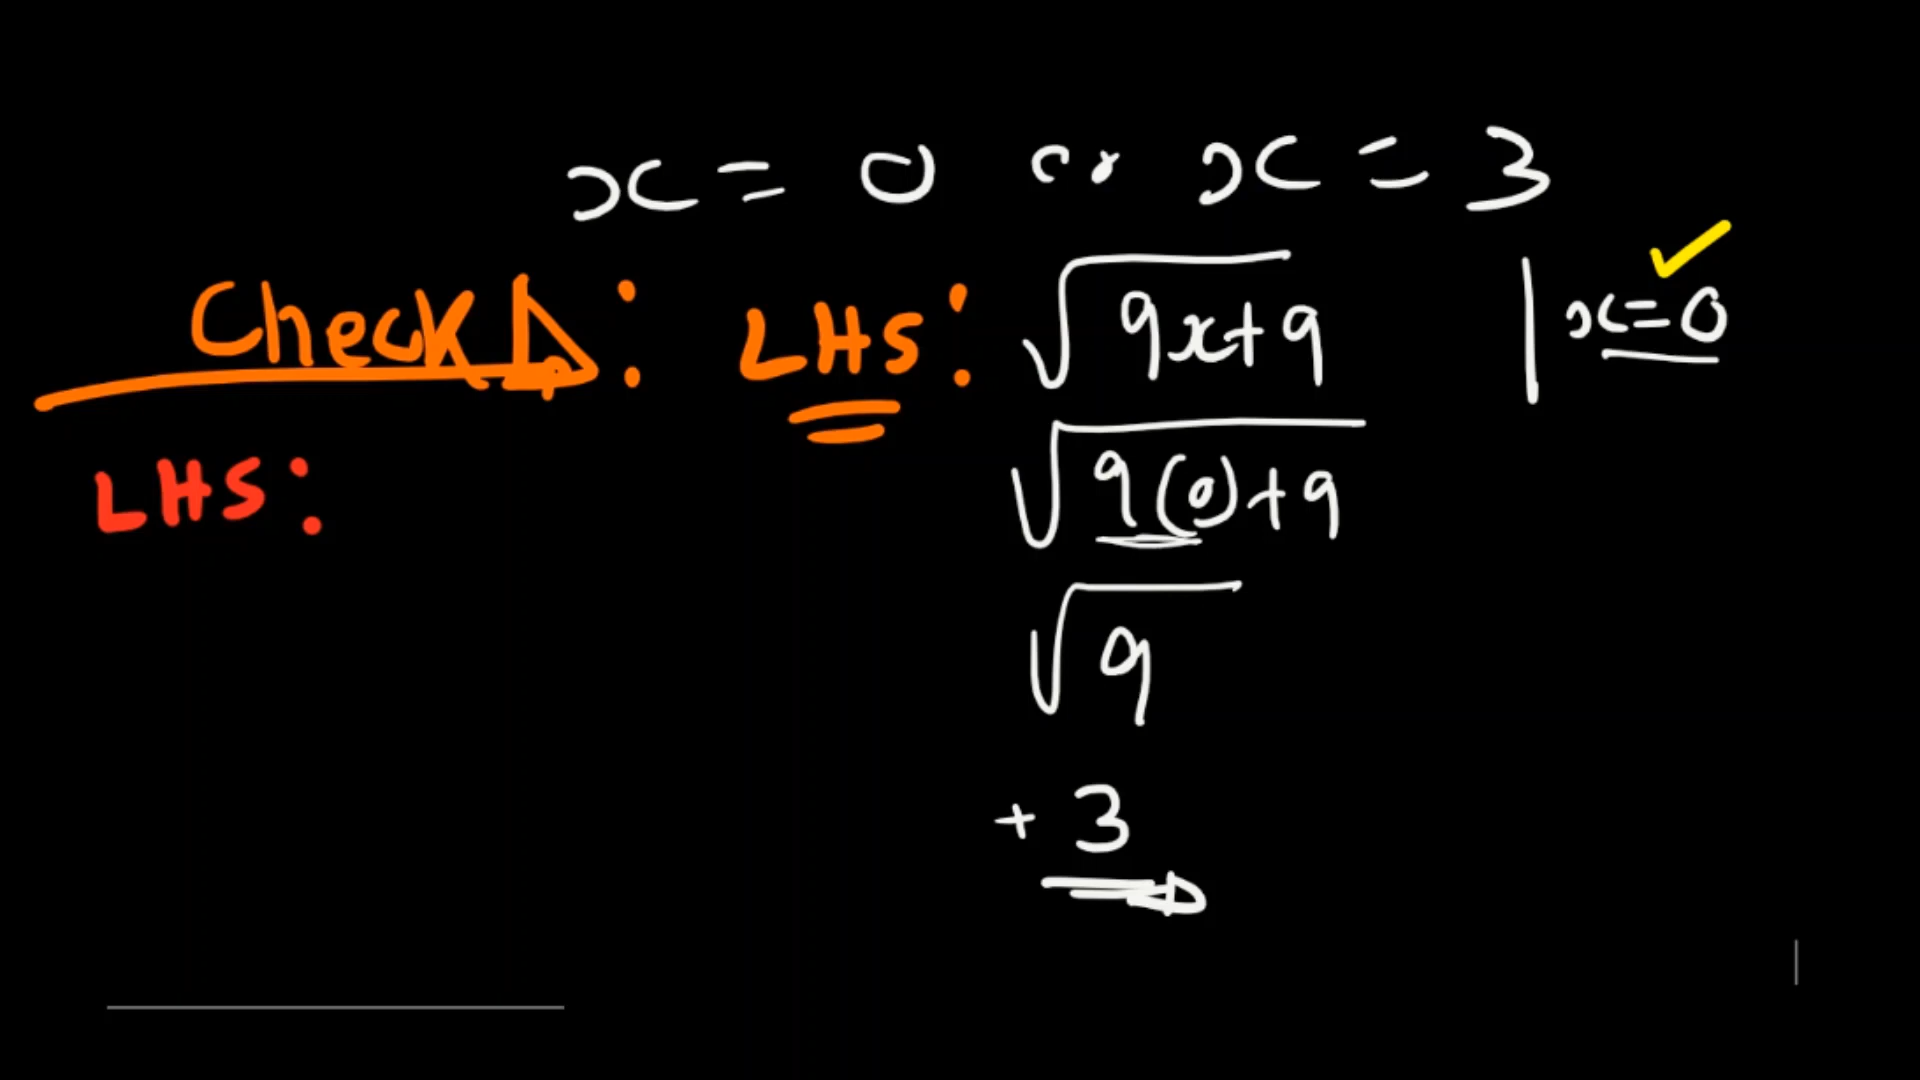 x = 0 or x = 3
Check: LHS: √(9x+9) | x=0 ✓
LHS: √(9(0)+9)
√9
+ 3